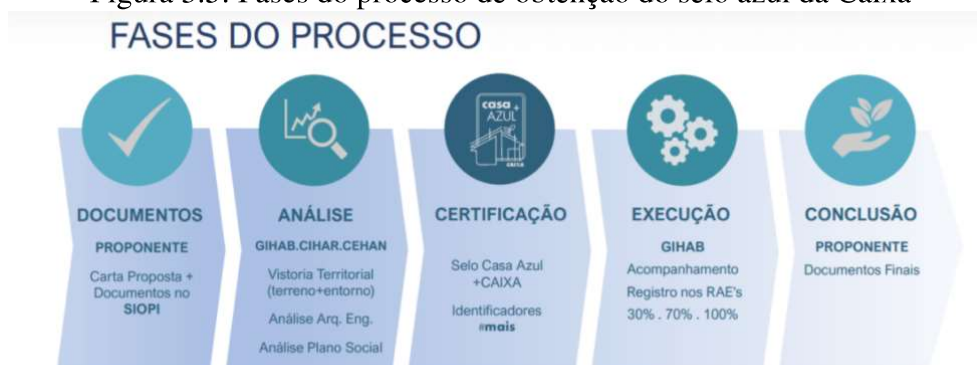 Figura 5.5: Fases do processo de obtenção do selo azul da Caixa
FASES DO PROCESSO
casa +
AZUL
CAIXA
DOCUMENTOS
PROPONENTE
Carta Proposta +
Documentos no
SIOPI
ANÁLISE
GIHAB.CIHAR.CEHAN
Vistoria Territorial
(terreno+entorno)
Análise Arq. Eng.
Análise Plano Social
CERTIFICAÇÃO
Selo Casa Azul
+CAIXA
Identificadores
#mais
EXECUÇÃO
GIHAB
Acompanhamento
Registro nos RAE's
30% . 70% . 100%
CONCLUSÃO
PROPONENTE
Documentos Finais